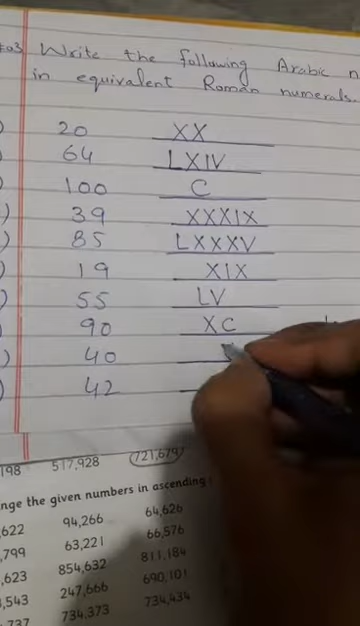 03 Write the following Arabic n
in equivalent Roman numerals.
20 XX
64 LXIV
100 C
39 XXXIX
85 LXXXV
19 XIX
55 LV
90 XC
40
42
198 517,928 721,679
nge the given numbers in ascending
,622 94,266 64,626
,799 63,221 66,576
,623 854,632 811,184
,543 247,666 690,101
,737 734,373 734,434